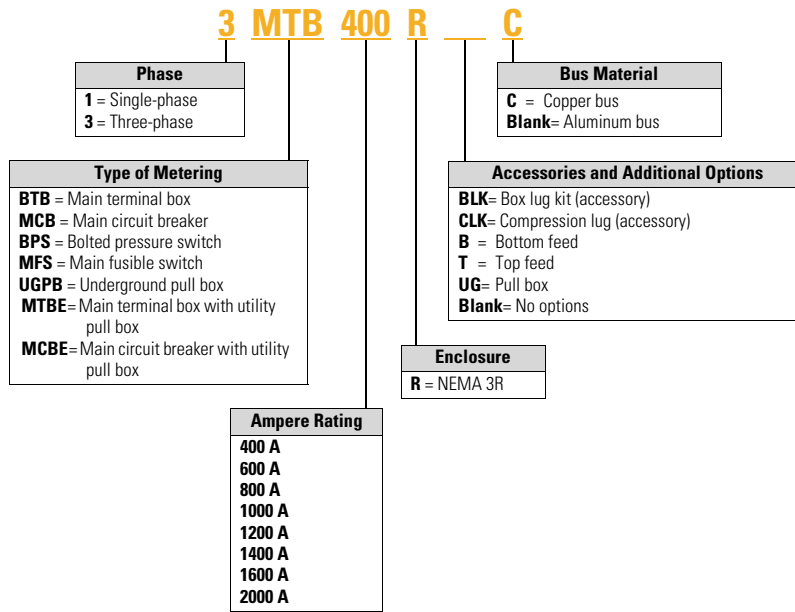 3 MTB 400 R __ C
Phase
1 = Single-phase
3 = Three-phase
Bus Material
C = Copper bus
Blank= Aluminum bus
Type of Metering
BTB = Main terminal box
MCB = Main circuit breaker
BPS = Bolted pressure switch
MFS = Main fusible switch
UGPB = Underground pull box
MTBE= Main terminal box with utility
pull box
MCBE= Main circuit breaker with utility
pull box
Accessories and Additional Options
BLK= Box lug kit (accessory)
CLK= Compression lug (accessory)
B = Bottom feed
T = Top feed
UG= Pull box
Blank= No options
Enclosure
R = NEMA 3R
Ampere Rating
400 A
600 A
800 A
1000 A
1200 A
1400 A
1600 A
2000 A